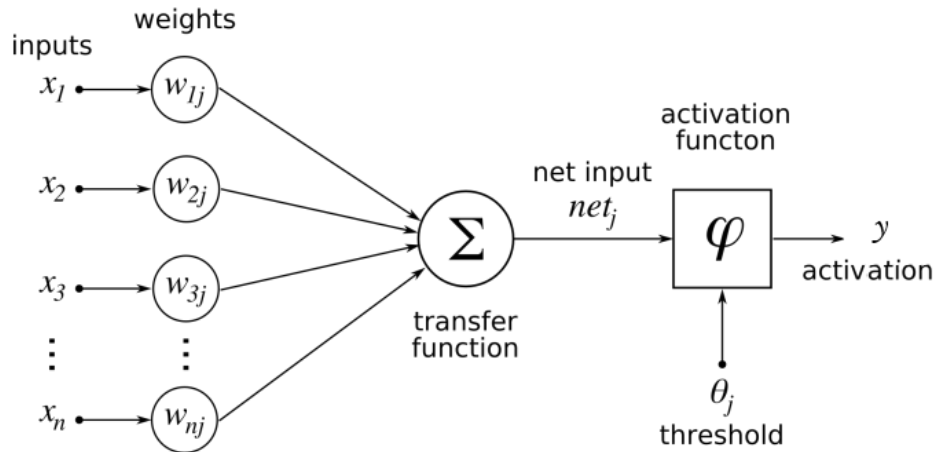 weights
inputs
x1
w1j
activation
functon
x2
w2j
net input
netj
Σ
φ
y
activation
x3
w3j
transfer
function
⋮
⋮
xn
wnj
θj
threshold